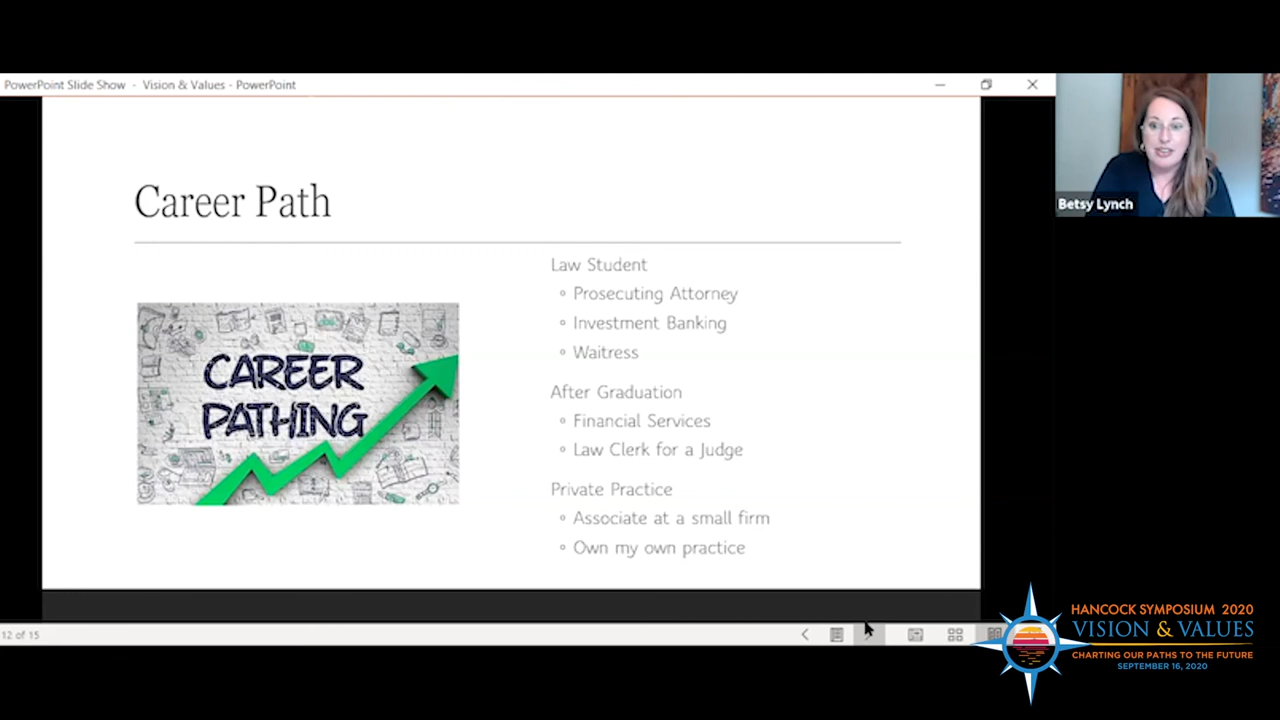 PowerPoint Slide Show - Vision & Values - PowerPoint
Career Path
CAREER
PATHING
Law Student
Prosecuting Attorney
Investment Banking
Waitress
After Graduation
Financial Services
Law Clerk for a Judge
Private Practice
Associate at a small firm
Own my own practice
12 of 15
Betsy Lynch
HANCOCK SYMPOSIUM 2020
VISION & VALUES
CHARTING OUR PATHS TO THE FUTURE
SEPTEMBER 16, 2020